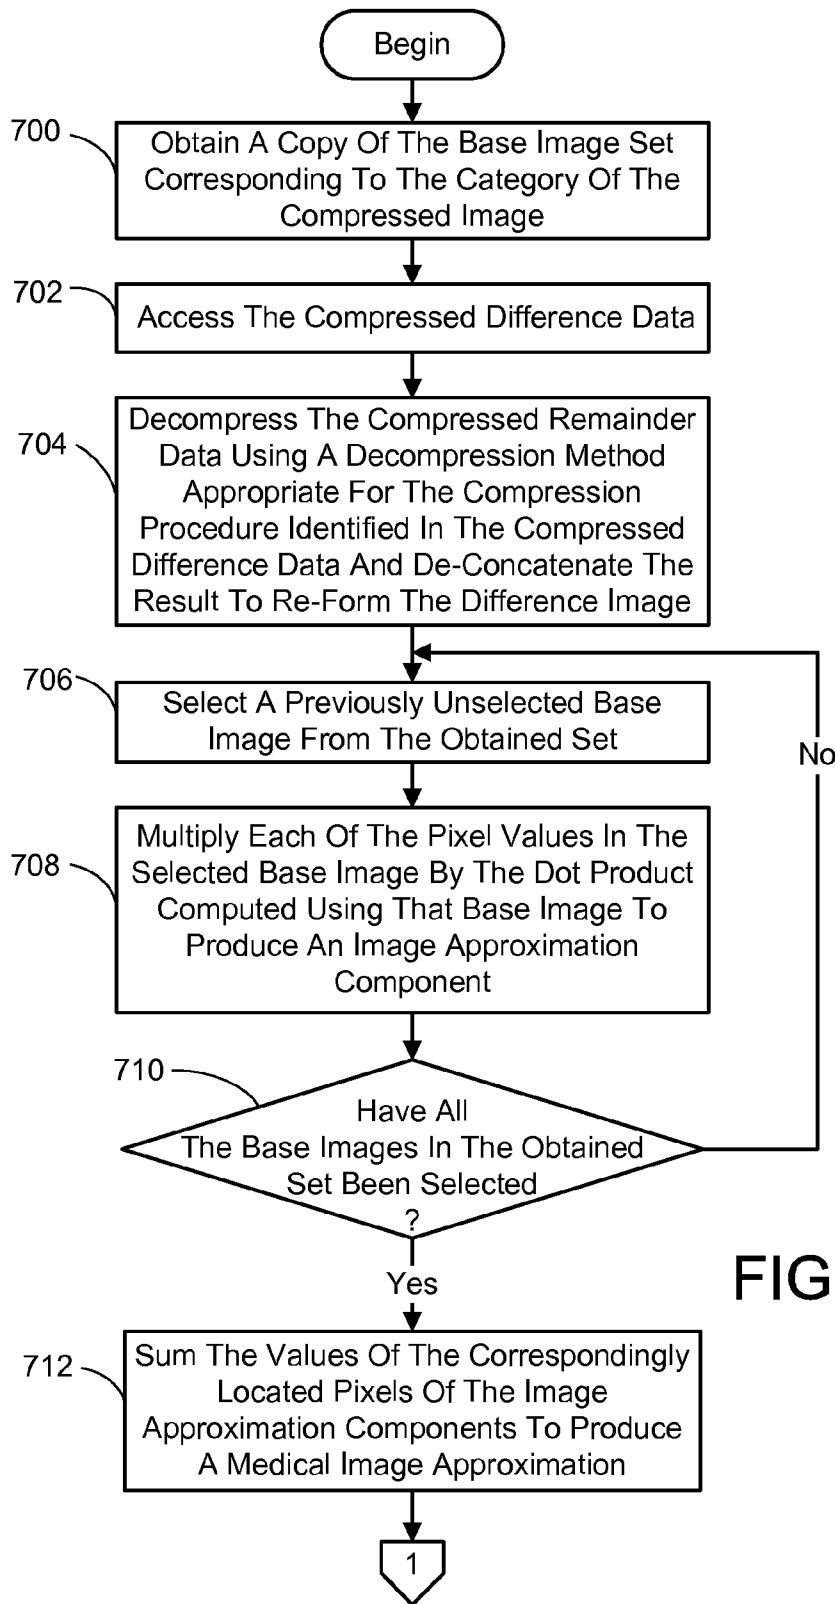 Begin
700
Obtain A Copy Of The Base Image Set
Corresponding To The Category Of The
Compressed Image
702
Access The Compressed Difference Data
704
Decompress The Compressed Remainder
Data Using A Decompression Method
Appropriate For The Compression
Procedure Identified In The Compressed
Difference Data And De-Concatenate The
Result To Re-Form The Difference Image
706
Select A Previously Unselected Base
Image From The Obtained Set
No
708
Multiply Each Of The Pixel Values In The
Selected Base Image By The Dot Product
Computed Using That Base Image To
Produce An Image Approximation
Component
710
Have All
The Base Images In The Obtained
Set Been Selected
?
Yes
FIG
712
Sum The Values Of The Correspondingly
Located Pixels Of The Image
Approximation Components To Produce
A Medical Image Approximation
1